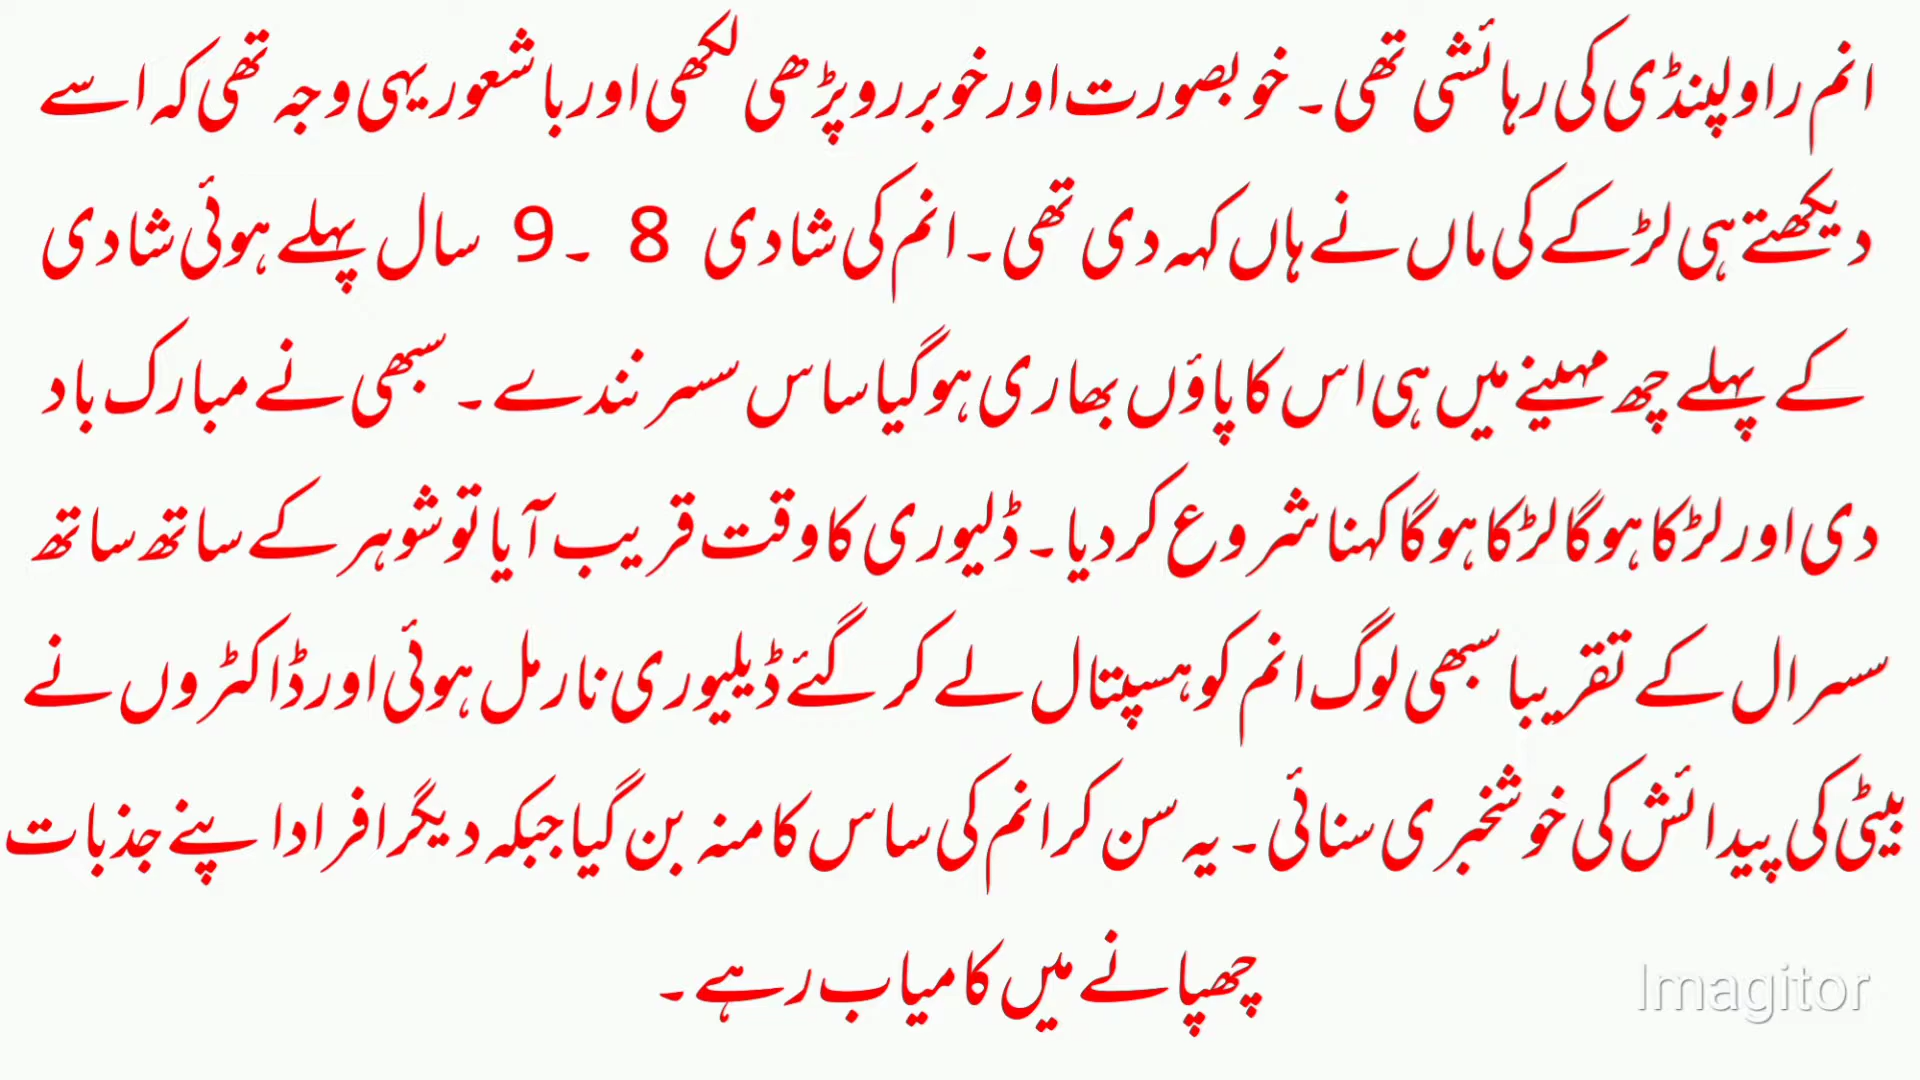 انم راولپنڈی کی رہائشی تھی۔ خوبصورت اور خوبرروپڑھی لکھی اور باشعور یہی وجہ تھی کہ اسے
دیکھتے ہی لڑکے کی ماں نے ہاں کہہ دی تھی۔ انم کی شادی 8 ۔9 سال پہلے ہوئی شادی
کے پہلے چھ مہینے میں ہی اس کا پاؤں بھاری ہوگیا ساس سسر نندے۔ سبھی نے مبارک باد
دی اور لڑکا ہوگا لڑکا ہوگا کہنا شروع کردیا۔ ڈلیوری کا وقت قریب آیا تو شوہر کے ساتھ ساتھ
سسرال کے تقریبا سبھی لوگ انم کو ہسپتال لے کر گئے ڈیلیوری نارمل ہوئی اور ڈاکٹروں نے
بیٹی کی پیدائش کی خوشخبری سنائی۔ یہ سن کر انم کی ساس کا منہ بن گیا جبکہ دیگر افراد اپنے جذبات
چھپانے میں کامیاب رہے۔
Imagitor